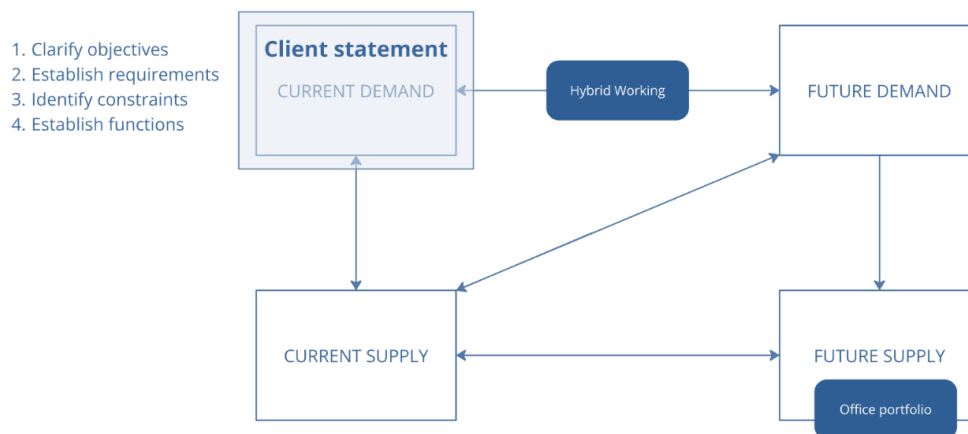 1. Clarify objectives
2. Establish requirements
3. Identify constraints
4. Establish functions
Client statement
CURRENT DEMAND
Hybrid Working
FUTURE DEMAND
CURRENT SUPPLY
FUTURE SUPPLY
Office portfolio